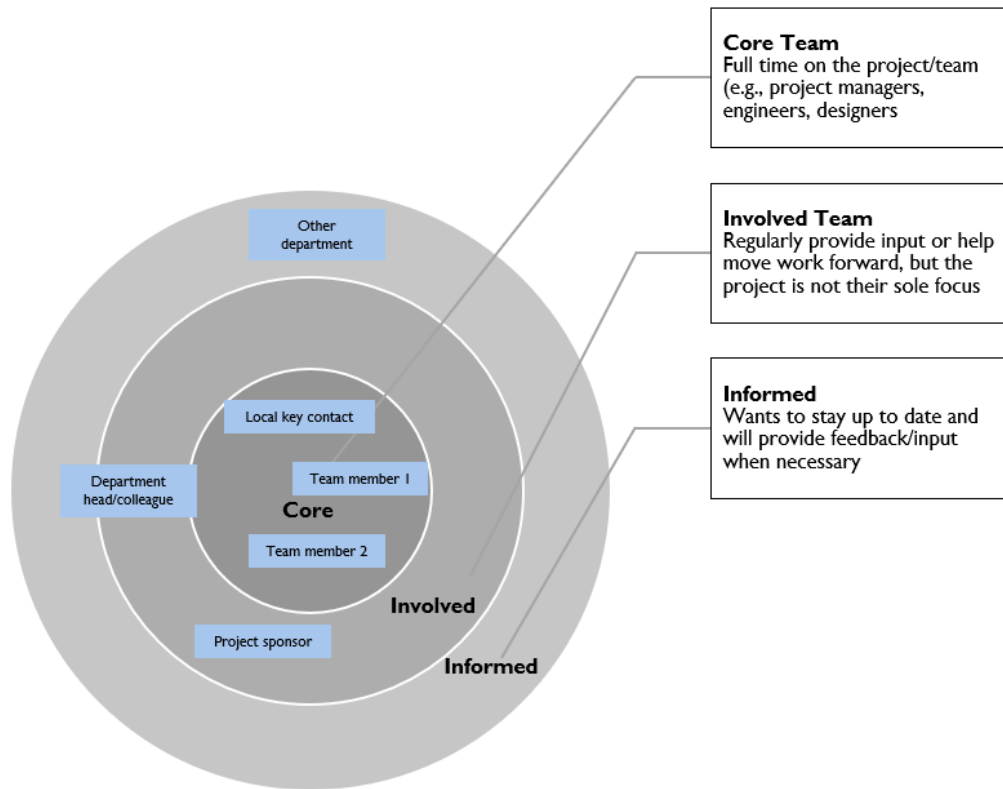 Core Team
Full time on the project/team
(e.g., project managers,
engineers, designers
Involved Team
Regularly provide input or help
move work forward, but the
project is not their sole focus
Informed
Wants to stay up to date and
will provide feedback/input
when necessary
Other
department
Local key contact
Department
head/colleague
Team member 1
Core
Team member 2
Involved
Project sponsor
Informed